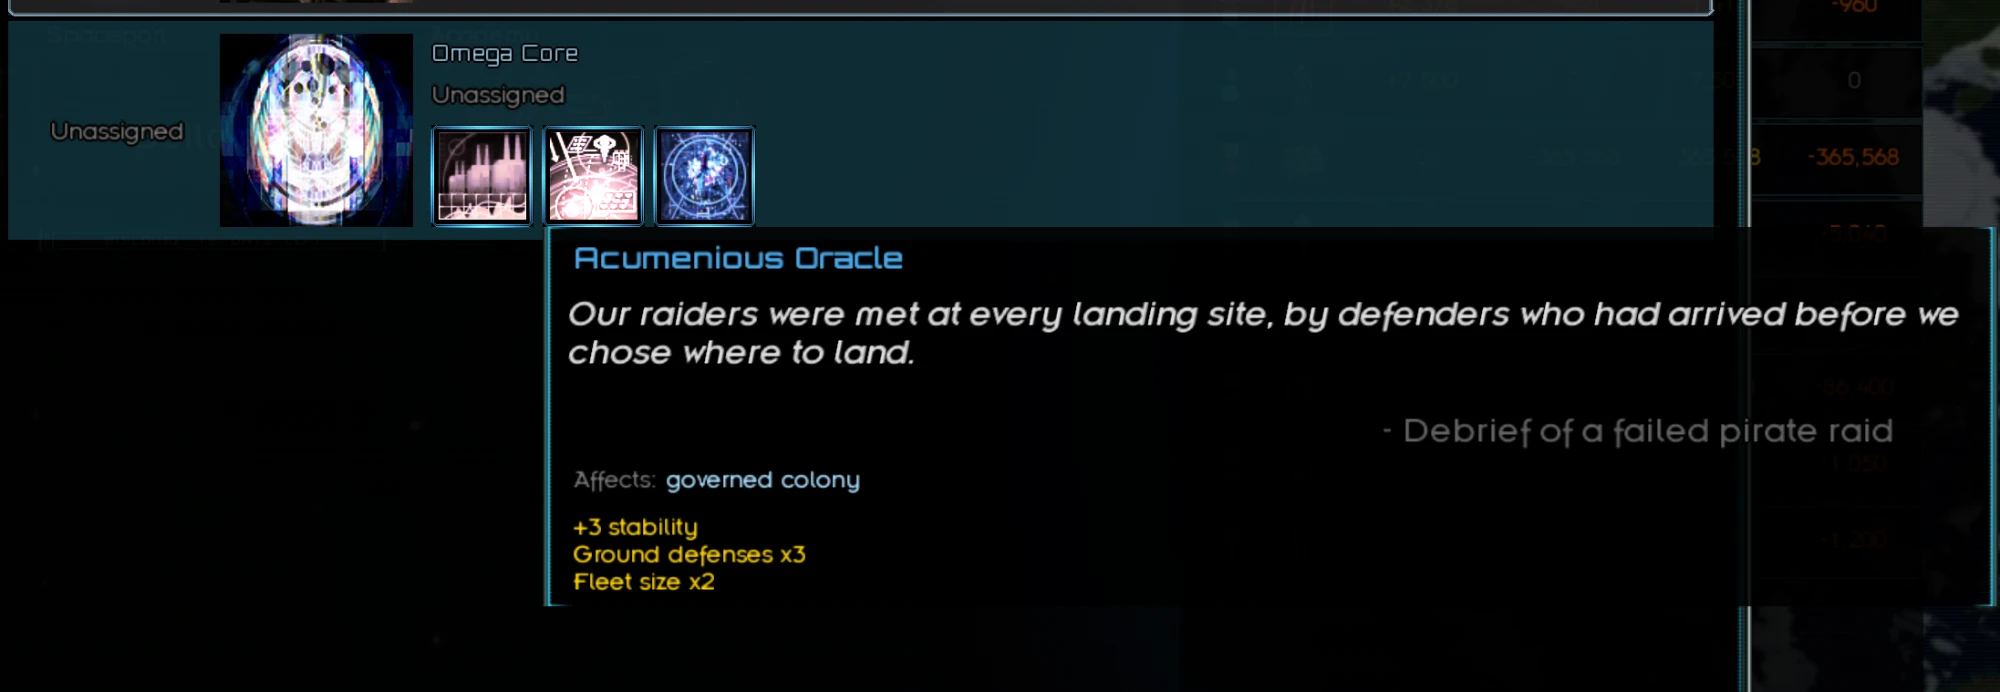 -960
Omega Core
Unassigned
0
Unassigned
-365,568
Acumenious Oracle
Our raiders were met at every landing site, by defenders who had arrived before we
chose where to land.
- Debrief of a failed pirate raid
Affects: governed colony
+3 stability
Ground defenses x3
Fleet size x2